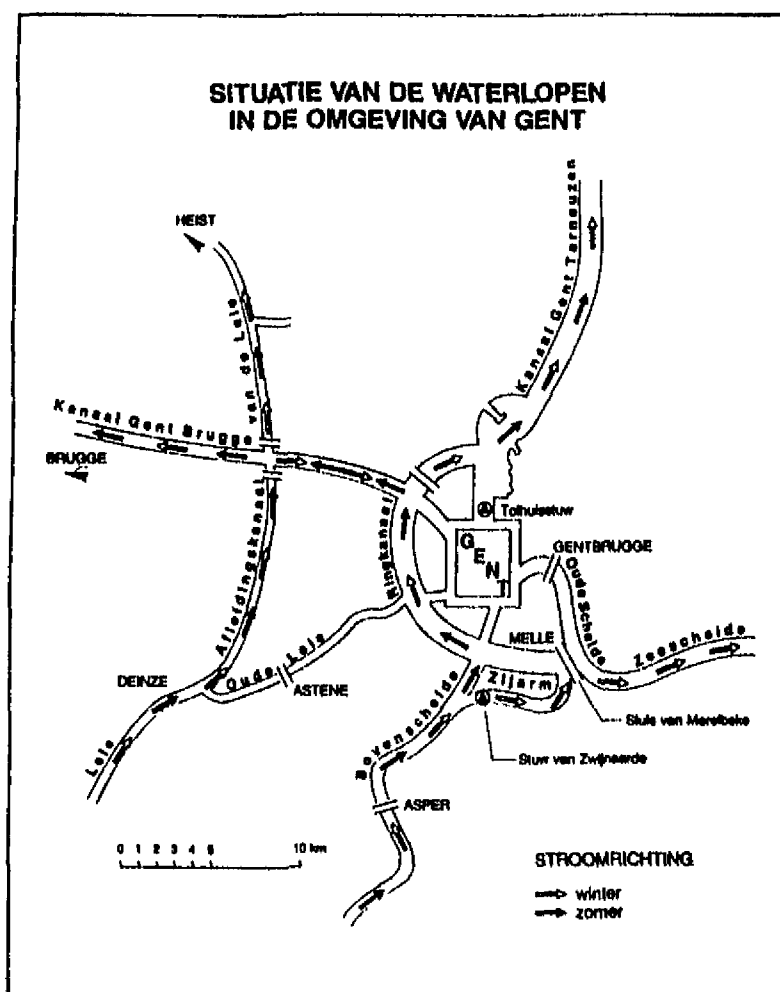 SITUATIE VAN DE WATERLOPEN
IN DE OMGEVING VAN GENT
HEIST
Kanaal Gent Terneuzen
van de Leie
Kanaal Gent Brugge
BRUGGE
Afleidingskanaal
Ringkanaal
Tolhuisstuw
GENT
GENTBRUGGE
Oude Schelde
MELLE
Zeeschelde
DEINZE
Oude Leie
ASTENE
Zijarm
Leie
Bovenschelde
Sluis van Merelbeke
Stuw van Zwijnaarde
ASPER
0 1 2 3 4 5 10 km
STROOMRICHTING
winter
zomer